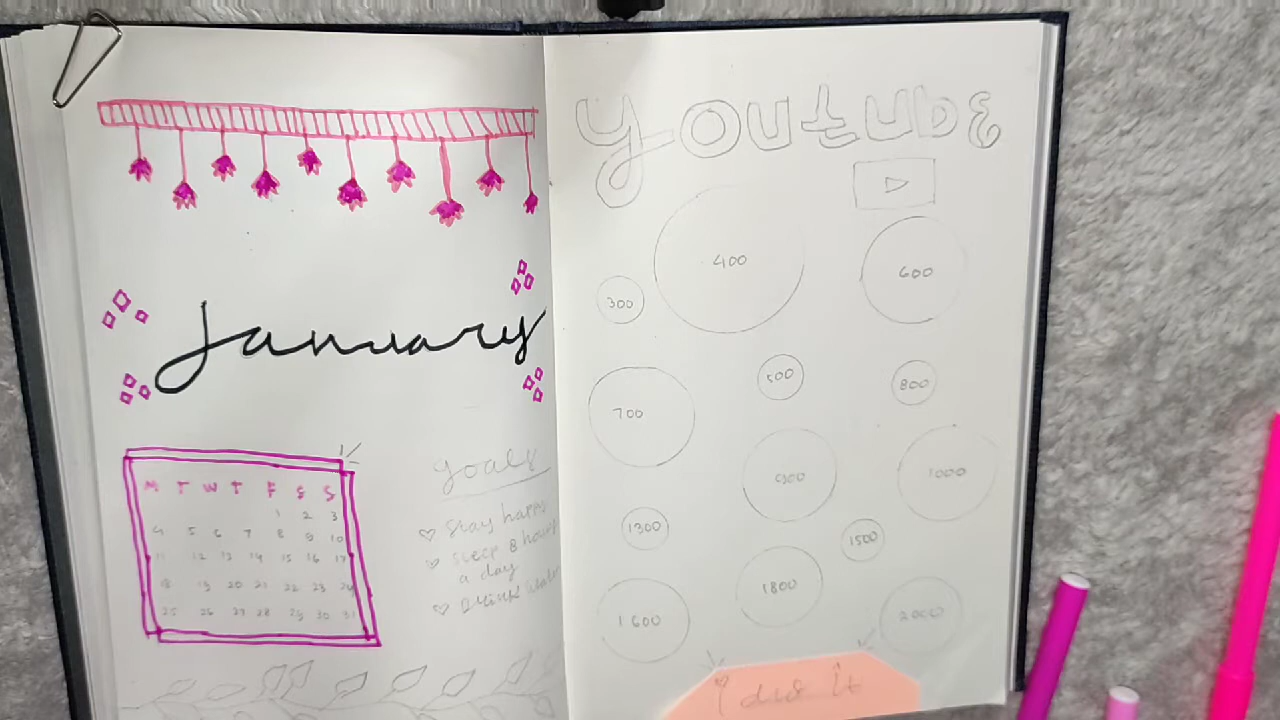 January
M T W T F S S
1 2 3
4 5 6 7 8 9 10
11 12 13 14 15 16 17
18 19 20 21 22 23 24
25 26 27 28 29 30 31
goals
Stay happy
Sleep 8 hours
a day
Drink water
YOUTUBE
400
600
300
500
800
700
1000
1300
1500
1800
1600
2000
I did it